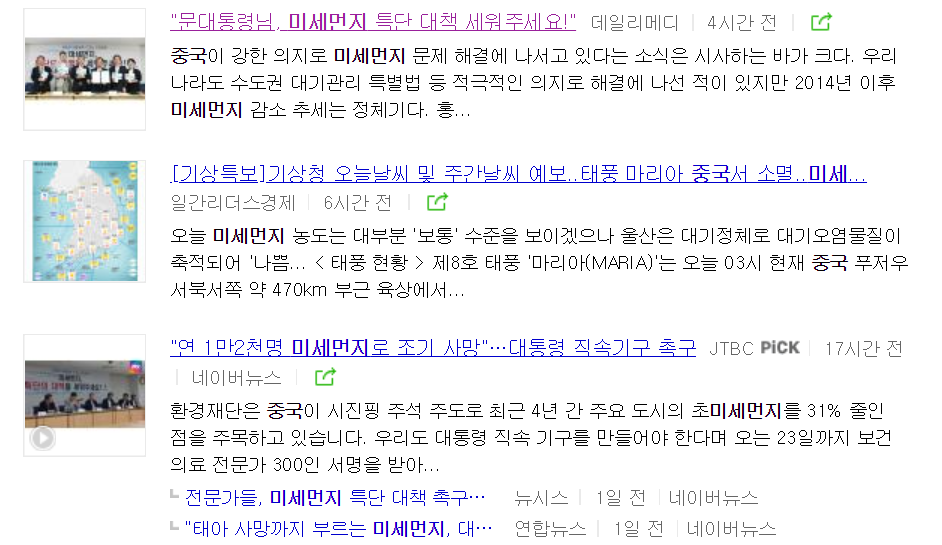 "문대통령님, 미세먼지 특단 대책 세워주세요!" 데일리메디 | 4시간 전 |
중국이 강한 의지로 미세먼지 문제 해결에 나서고 있다는 소식은 시사하는 바가 크다. 우리
나라도 수도권 대기관리 특별법 등 적극적인 의지로 해결에 나선 적이 있지만 2014년 이후
미세먼지 감소 추세는 정체기다. 홍...
[기상특보]기상청 오늘날씨 및 주간날씨 예보..태풍 마리아 중국서 소멸..미세...
일간리더스경제 | 6시간 전 |
오늘 미세먼지 농도는 대부분 '보통' 수준을 보이겠으나 울산은 대기정체로 대기오염물질이
축적되어 '나쁨... < 태풍 현황 > 제8호 태풍 '마리아(MARIA)'는 오늘 03시 현재 중국 푸저우
서북서쪽 약 470km 부근 육상에서...
"연 1만2천명 미세먼지로 조기 사망"…대통령 직속기구 촉구 JTBC PiCK | 17시간 전
| 네이버뉴스 |
환경재단은 중국이 시진핑 주석 주도로 최근 4년 간 주요 도시의 초미세먼지를 31% 줄인
점을 주목하고 있습니다. 우리도 대통령 직속 기구를 만들어야 한다며 오는 23일까지 보건
의료 전문가 300인 서명을 받아...
전문가들, 미세먼지 특단 대책 촉구… 뉴시스 | 1일 전 | 네이버뉴스
"태아 사망까지 부르는 미세먼지, 대… 연합뉴스 | 1일 전 | 네이버뉴스